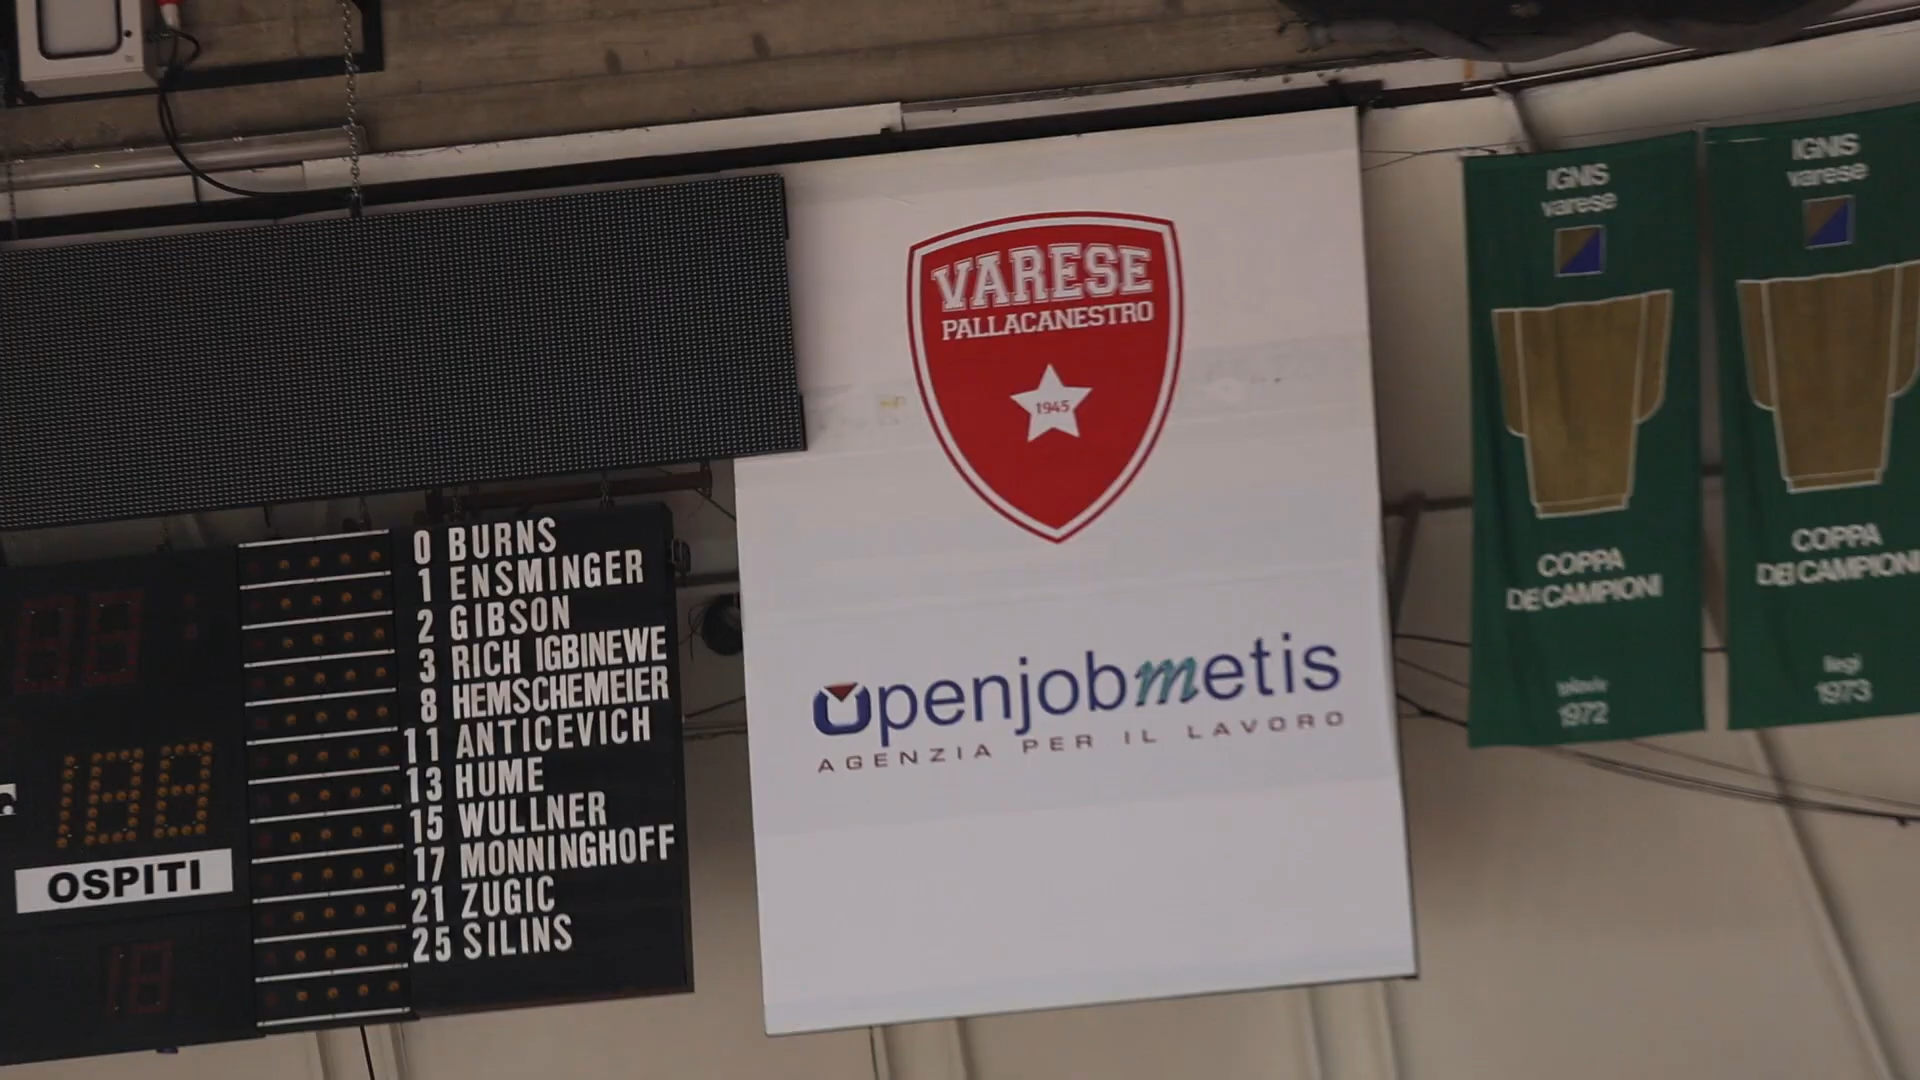 0 BURNS
1 ENSMINGER
2 GIBSON
3 RICH IGBINEWE
8 HEMSCHEMEIER
11 ANTICEVICH
13 HUME
15 WULLNER
17 MONNINGHOFF
21 ZUGIC
25 SILINS
OSPITI
VARESE
PALLACANESTRO
1945
Openjobmetis
AGENZIA PER IL LAVORO
IGNIS
varese
COPPA
DEI CAMPIONI
1972
IGNIS
varese
COPPA
DEI CAMPIONI
liegi
1973